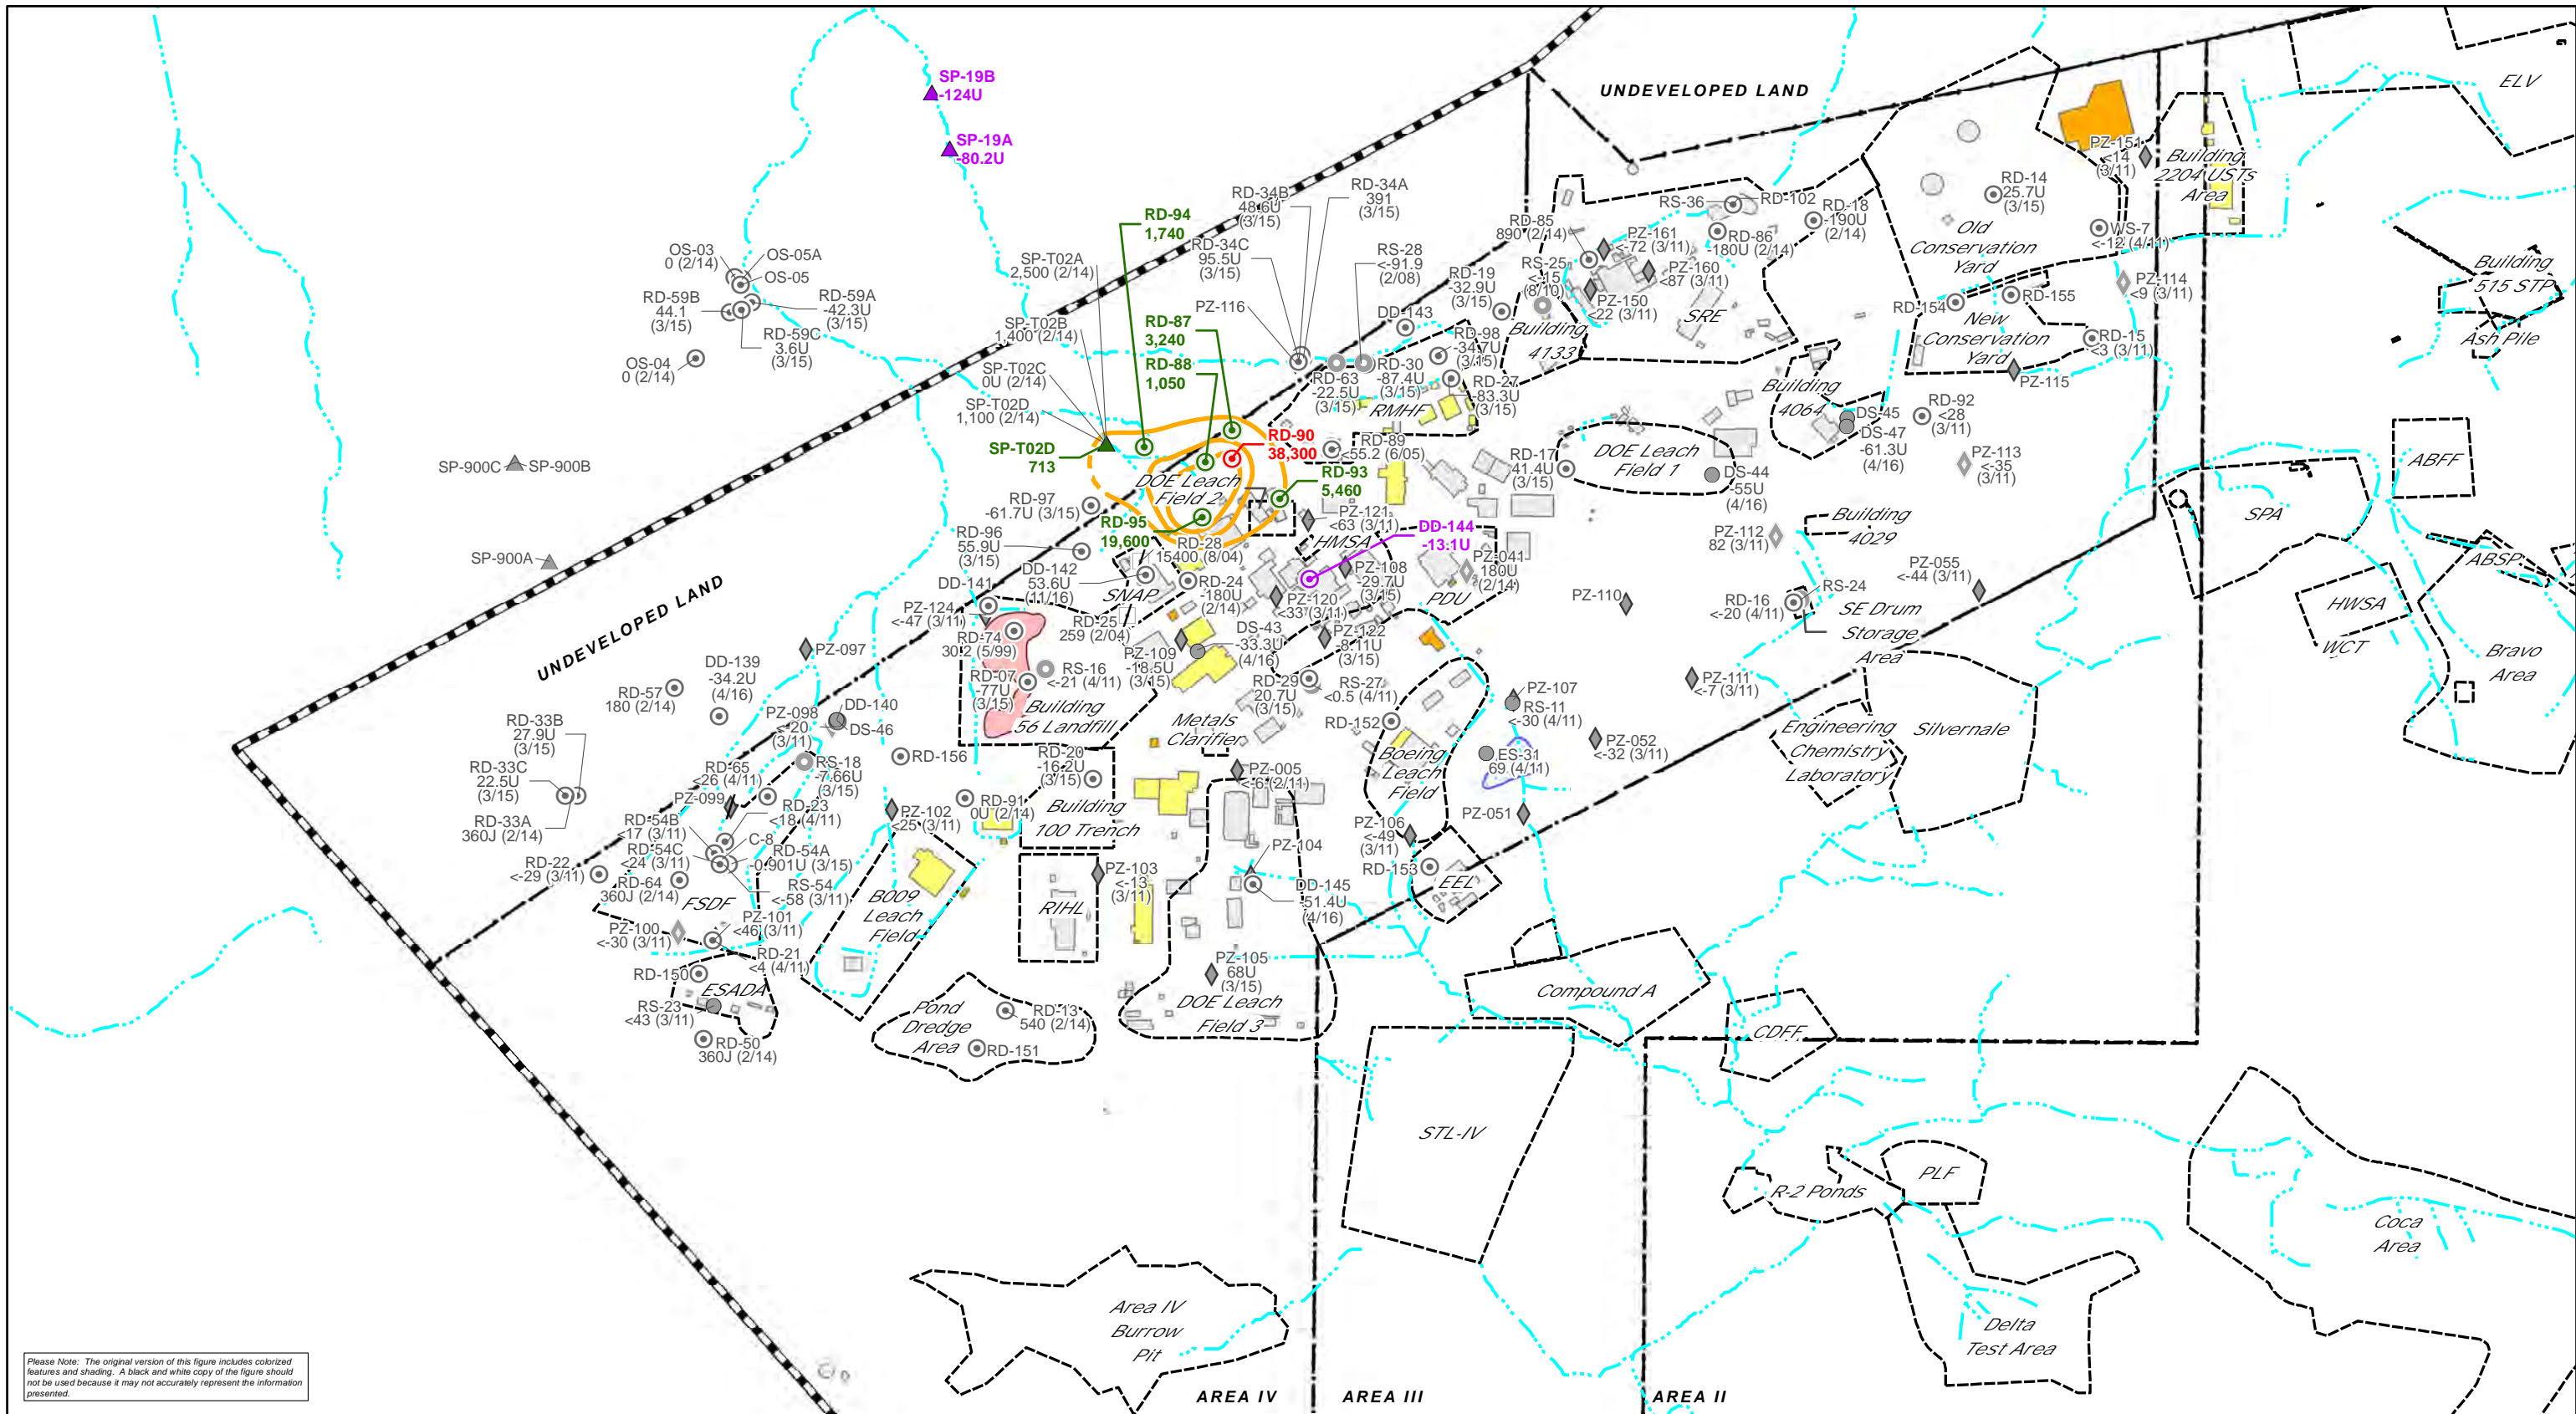 SP-19B
-124U
SP-19A
-80.2U
UNDEVELOPED LAND
ELV
PZ-151
<14
(3/11)
Building
2204 USTs
Area
RD-14
25.7U
(3/15)
WS-7
<-12 (4/11)
Old
Conservation
Yard
PZ-114
<9 (3/11)
Building
515 STP
Ash Pile
RD-154
RD-155
New
Conservation
Yard
RD-15
<3 (3/11)
PZ-115
RD-34B
48.6U
(3/15)
RD-34A
391
(3/15)
RD-34C
95.5U
(3/15)
RS-28
<-91.9
(2/08)
RD-94
1,740
SP-T02A
2,500 (2/14)
SP-T02B
1,400 (2/14)
SP-T02C
0U (2/14)
SP-T02D
1,100 (2/14)
SP-T02D
713
RD-87
3,240
RD-88
1,050
PZ-116
RD-85
890 (2/14)
RS-36
RD-102
RD-18
-190U
(2/14)
RD-86
-180U (2/14)
PZ-161
<-72 (3/11)
PZ-160
<87 (3/11)
PZ-150
<22 (3/11)
SRE
RS-25
<-15
(8/10)
RD-19
-32.9U
(3/15)
DD-143
RD-98
-34.7U
(3/15)
Building
4133
RD-63
-22.5U
(3/15)
RD-30
-87.4U
(3/15)
RD-27
-83.3U
(3/15)
RMHF
OS-03
0 (2/14)
OS-05A
OS-05
RD-59B
44.1
(3/15)
RD-59A
-42.3U
(3/15)
RD-59C
3.6U
(3/15)
OS-04
0 (2/14)
SP-900C
SP-900B
SP-900A
Building
4064
DS-45
DS-47
-61.3U
(4/16)
RD-92
<28
(3/11)
PZ-113
<-35
(3/11)
ABFF
SPA
RD-90
38,300
RD-89
<55.2 (6/05)
RD-93
5,460
RD-17
41.4U
(3/15)
DOE Leach
Field 1
DS-44
-55U
(4/16)
DOE Leach
Field 2
RD-97
-61.7U (3/15)
RD-95
19,600
PZ-121
<63 (3/11)
HMSA
DD-144
-13.1U
PZ-112
82 (3/11)
Building
4029
RD-96
55.9U
(3/15)
RD-28
15400 (8/04)
DD-142
53.6U
(11/16)
SNAP
RD-24
-180U
(2/14)
PZ-108
-29.7U
(3/15)
PZ-041
180U
(2/14)
PDU
PZ-120
<33 (3/11)
PZ-110
PZ-055
<-44 (3/11)
RS-24
RD-16
<-20 (4/11)
SE Drum
Storage
Area
ABSP
HWSA
WCT
Bravo
Area
UNDEVELOPED LAND
DD-141
PZ-124
<-47 (3/11)
RD-25
259 (2/04)
RD-74
30.2 (5/99)
RS-16
<-21 (4/11)
RD-07
-77U
(3/15)
Building
56 Landfill
PZ-109
-18.5U
(3/15)
DS-43
-33.3U
(4/16)
PZ-122
-8.11U
(3/15)
RD-29
20.7U
(3/15)
RS-27
<0.5 (4/11)
PZ-111
<-7 (3/11)
PZ-107
RS-11
<-30 (4/11)
PZ-097
DD-139
-34.2U
(4/16)
RD-57
180 (2/14)
PZ-098
<20
(3/11)
DD-140
DS-46
RD-33B
27.9U
(3/15)
RD-33C
22.5U
(3/15)
RD-33A
360J (2/14)
RD-65
<26 (4/11)
RS-18
-7.66U
(3/15)
RD-156
Metals
Clarifier
RD-20
-16.2U
(3/15)
Building
100 Trench
RD-152
Boeing
Leach
Field
ES-31
69 (4/11)
PZ-052
<-32 (3/11)
Engineering
Chemistry
Laboratory
Silvernale
PZ-099
RD-23
<18 (4/11)
PZ-102
<25 (3/11)
RD-91
0U (2/14)
PZ-005
<-6 (2/11)
PZ-051
PZ-106
<-49
(3/11)
RD-54B
<17 (3/11)
C-8
RD-54C
<24 (3/11)
RD-54A
-0.901U (3/15)
RS-54
<-58 (3/11)
RD-22
<-29 (3/11)
RD-64
360J (2/14)
FSDF
PZ-104
PZ-103
<-13
(3/11)
RIHL
B009
Leach
Field
DD-145
-51.4U
(4/16)
RD-153
EEL
PZ-100
<-30 (3/11)
PZ-101
<46 (3/11)
RD-21
<4 (4/11)
RD-150
ESADA
RS-23
<43 (3/11)
RD-50
360J (2/14)
Pond
Dredge
Area
RD-13
540 (2/14)
RD-151
PZ-105
68U
(3/15)
DOE Leach
Field 3
Compound A
CDFF
STL-IV
R-2 Ponds
PLF
Coca
Area
Delta
Test Area
Area IV
Burrow
Pit
AREA IV
AREA III
AREA II
Please Note: The original version of this figure includes colorized
features and shading. A black and white copy of the figure should
not be used because it may not accurately represent the information
presented.